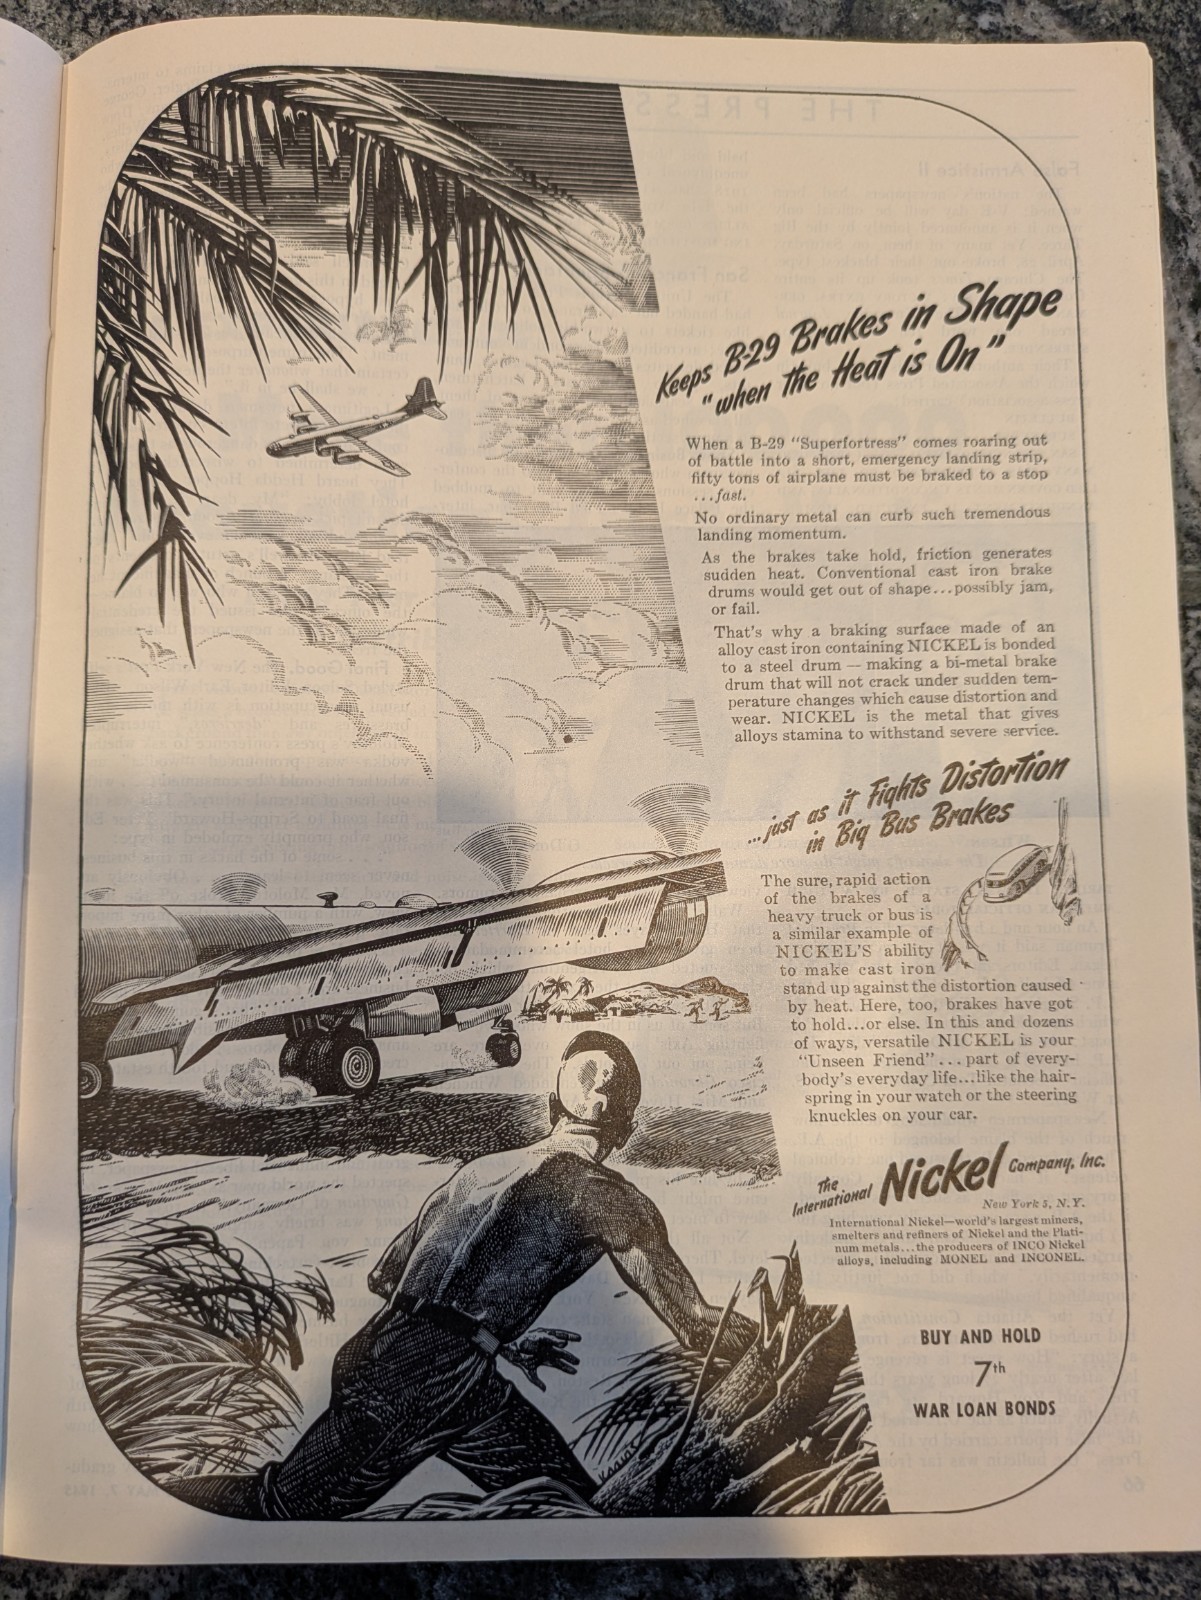 Keeps B-29 Brakes in Shape
"when the Heat is On"
When a B-29 "Superfortress" comes roaring out
of battle into a short, emergency landing strip,
fifty tons of airplane must be braked to a stop
...fast.
No ordinary metal can curb such tremendous
landing momentum.
As the brakes take hold, friction generates
sudden heat. Conventional cast iron brake
drums would get out of shape...possibly jam,
or fail.
That's why a braking surface made of an
alloy cast iron containing NICKEL is bonded
to a steel drum — making a bi-metal brake
drum that will not crack under sudden tem-
perature changes which cause distortion and
wear. NICKEL is the metal that gives
alloys stamina to withstand severe service.
...just as it Fights Distortion
in Big Bus Brakes
The sure, rapid action
of the brakes of a
heavy truck or bus is
a similar example of
NICKEL'S ability
to make cast iron
stand up against the distortion caused
by heat. Here, too, brakes have got
to hold...or else. In this and dozens
of ways, versatile NICKEL is your
"Unseen Friend"...part of every-
body's everyday life...like the hair-
spring in your watch or the steering
knuckles on your car.
The International Nickel Company, Inc.
New York 5, N.Y.
International Nickel—world's largest miners,
smelters and refiners of Nickel and the Plati-
num metals...the producers of INCO Nickel
alloys, including MONEL and INCONEL.
BUY AND HOLD
7th
WAR LOAN BONDS
THE PRESS
MAY 7, 1945
66